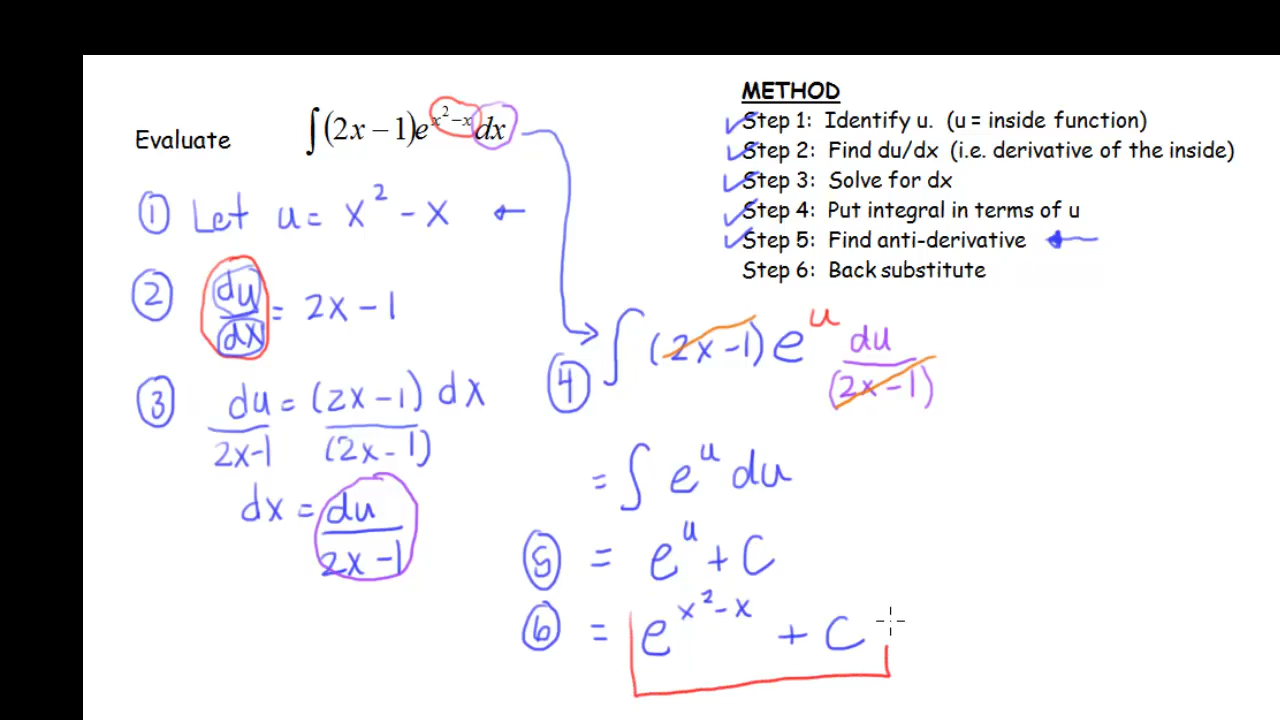 Evaluate ∫(2x − 1)e^{x²−x}dx
① Let u = x² − x ←
② du/dx = 2x − 1
③ du/2x−1 = (2x−1) dx/(2x−1)
dx = du/2x−1
METHOD
Step 1: Identify u. (u = inside function)
Step 2: Find du/dx (i.e. derivative of the inside)
Step 3: Solve for dx
Step 4: Put integral in terms of u
Step 5: Find anti-derivative ←
Step 6: Back substitute
④ ∫(2x−1) e^u du/(2x−1)
= ∫ e^u du
⑤ = e^u + C
⑥ = e^{x²−x} + C